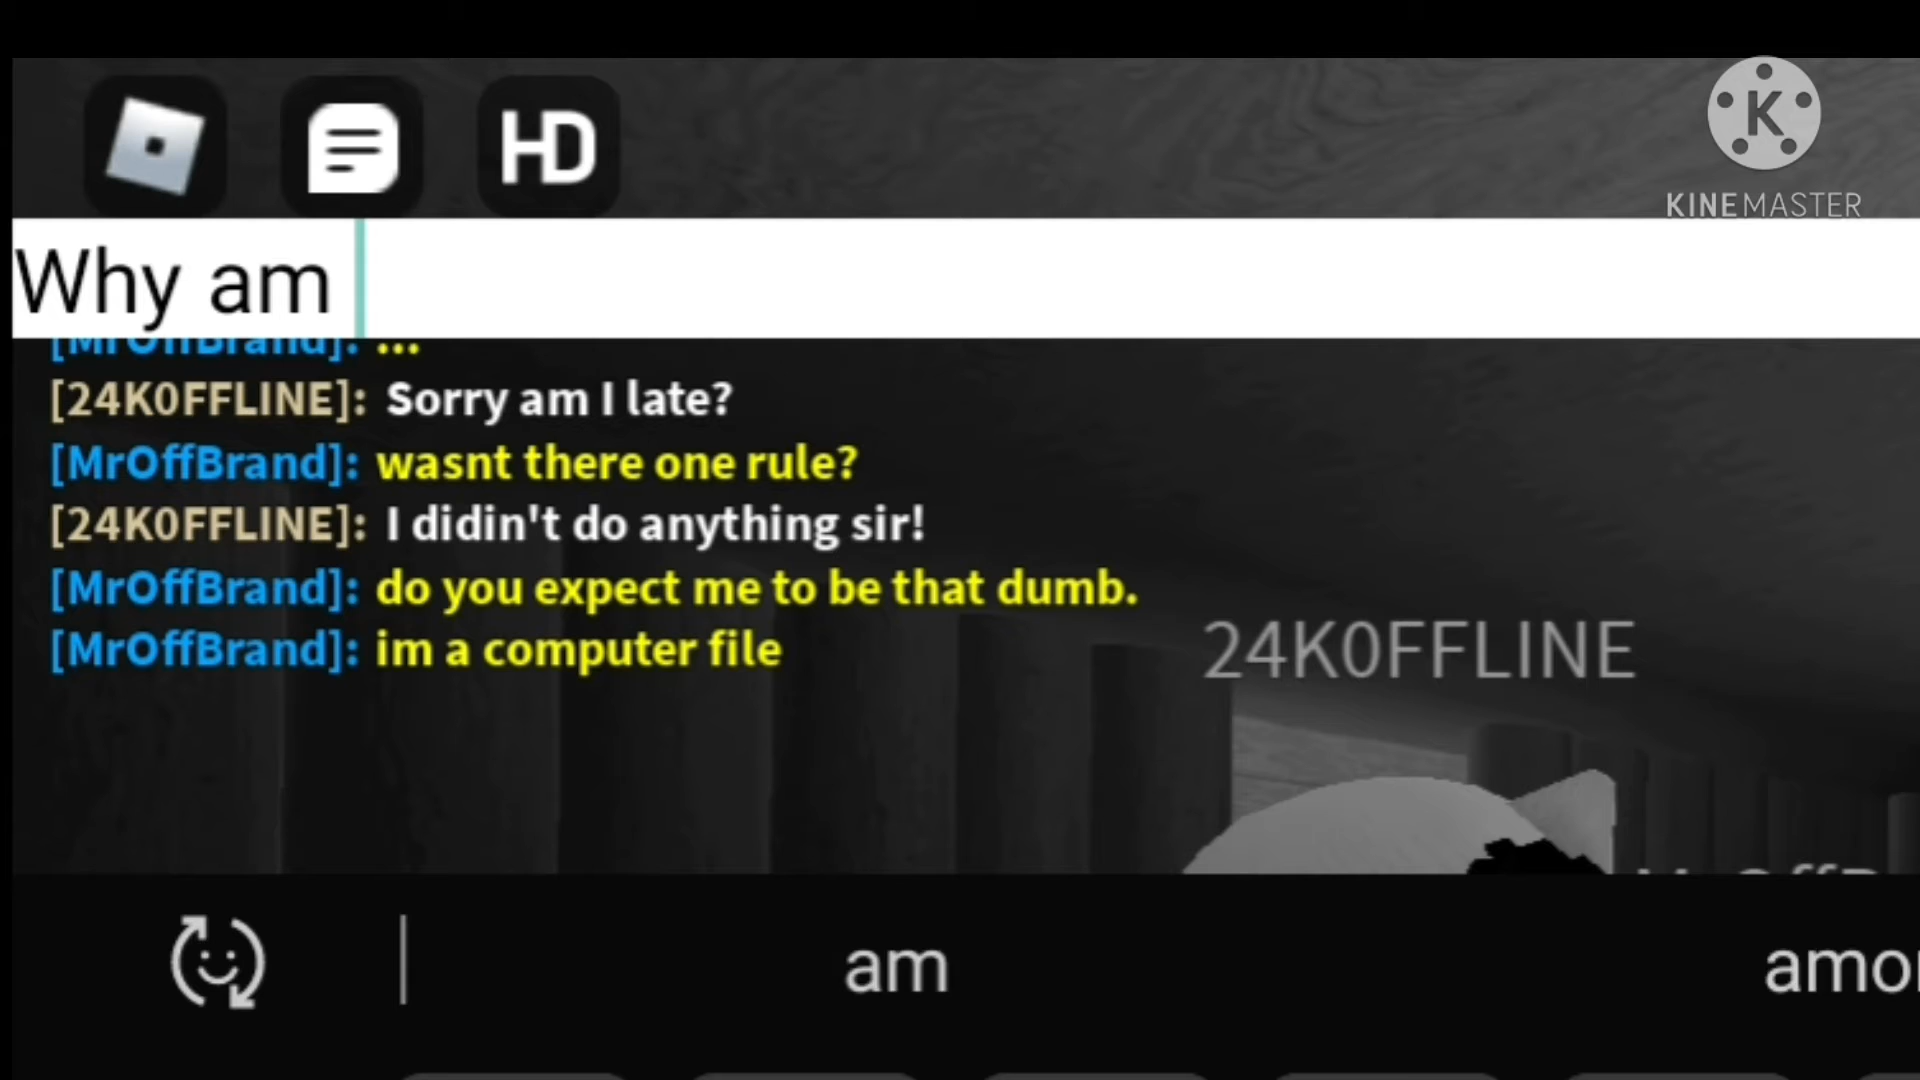 HD
K
KINEMASTER
Why am
[MrOffBrand]: ...
[24K0FFLINE]: Sorry am I late?
[MrOffBrand]: wasnt there one rule?
[24K0FFLINE]: I didin't do anything sir!
[MrOffBrand]: do you expect me to be that dumb.
[MrOffBrand]: im a computer file
24K0FFLINE
am